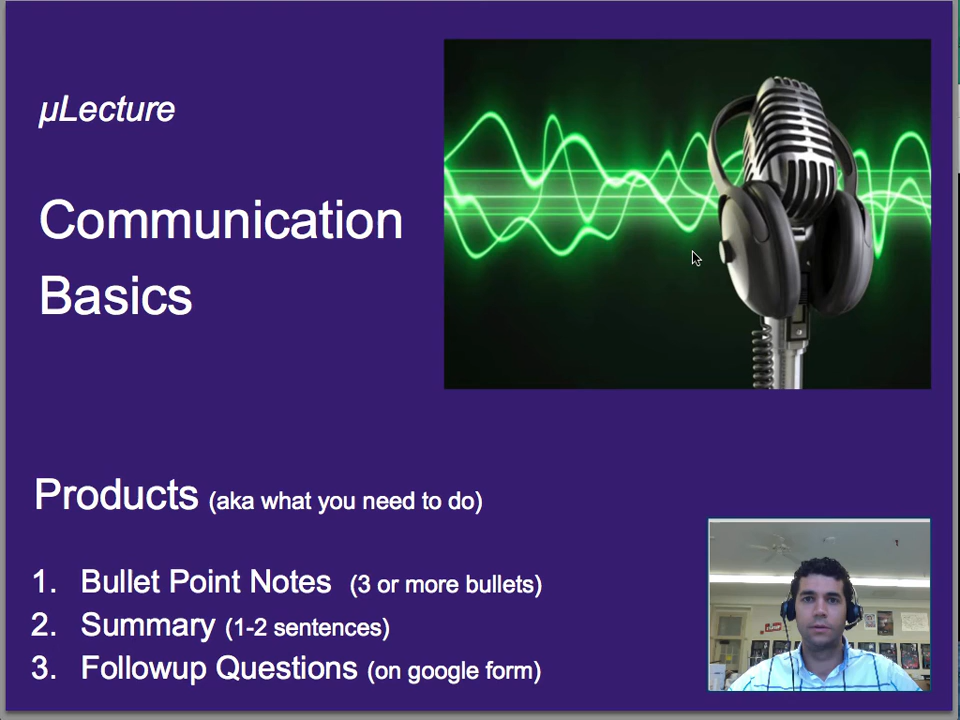 µLecture
Communication
Basics
Products (aka what you need to do)
1. Bullet Point Notes (3 or more bullets)
2. Summary (1-2 sentences)
3. Followup Questions (on google form)